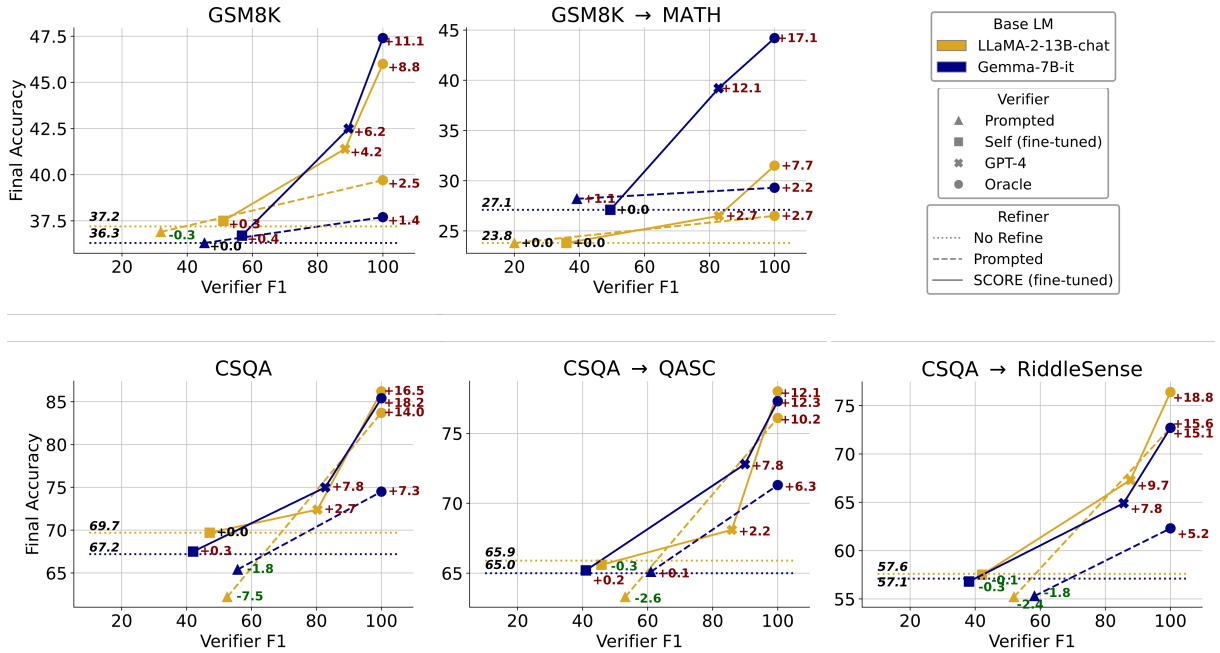 GSM8K
47.5
45.0
42.5
40.0
37.5
Final Accuracy
37.2
36.3
+11.1
+8.8
+6.2
+4.2
+2.5
+1.4
+0.3
-0.3
+0.4
+0.0
20 40 60 80 100
Verifier F1
GSM8K → MATH
45
40
35
30
25
27.1
23.8
+17.1
+12.1
+7.7
+1.1
+2.2
+0.0
+2.7
+2.7
+0.0
+0.0
20 40 60 80 100
Verifier F1
Base LM
LLaMA-2-13B-chat
Gemma-7B-it
Verifier
Prompted
Self (fine-tuned)
GPT-4
Oracle
Refiner
No Refine
Prompted
SCORE (fine-tuned)
CSQA
85
80
75
70
65
Final Accuracy
69.7
67.2
+16.5
+18.2
+14.0
+7.8
+7.3
+2.7
+0.0
+0.3
-1.8
-7.5
20 40 60 80 100
Verifier F1
CSQA → QASC
75
70
65
65.9
65.0
+12.1
+12.3
+10.2
+7.8
+6.3
+2.2
-0.3
+0.2
+0.1
-2.6
20 40 60 80 100
Verifier F1
CSQA → RiddleSense
75
70
65
60
55
57.6
57.1
+18.8
+15.6
+15.1
+9.7
+7.8
+5.2
-0.1
-0.3
-1.8
-2.4
20 40 60 80 100
Verifier F1